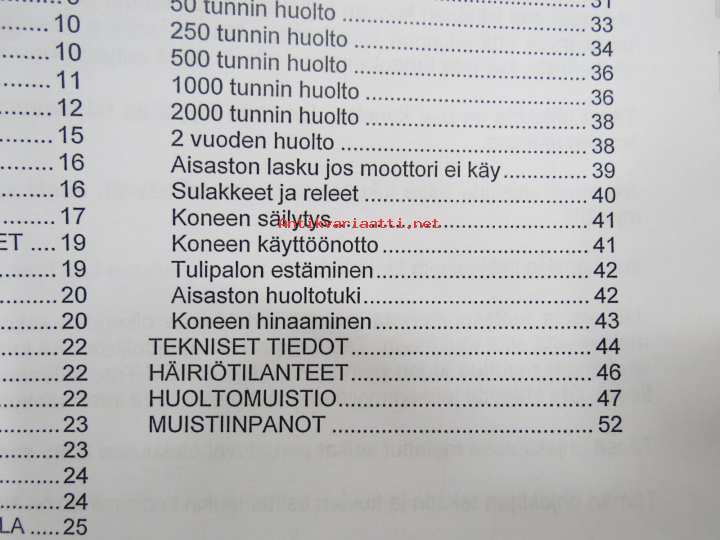 10
10
11
12
15
16
16
17
ET ....19
19
20
20
22
22
22
23
23
24
24
LA .....25
31
50 tunnin huolto ........ 33
250 tunnin huolto ........ 34
500 tunnin huolto ........ 36
1000 tunnin huolto ........ 36
2000 tunnin huolto ........ 38
2 vuoden huolto ........ 38
Aisaston lasku jos moottori ei käy ........ 39
Sulakkeet ja releet ........ 40
Koneen säilytys ........ 41
Koneen käyttöönotto ........ 41
Tulipalon estäminen ........ 42
Aisaston huoltotuki ........ 42
Koneen hinaaminen ........ 43
TEKNISET TIEDOT ........ 44
HÄIRIÖTILANTEET ........ 46
HUOLTOMUISTIO ........ 47
MUISTIINPANOT ........ 52
Antikvariaatti.net